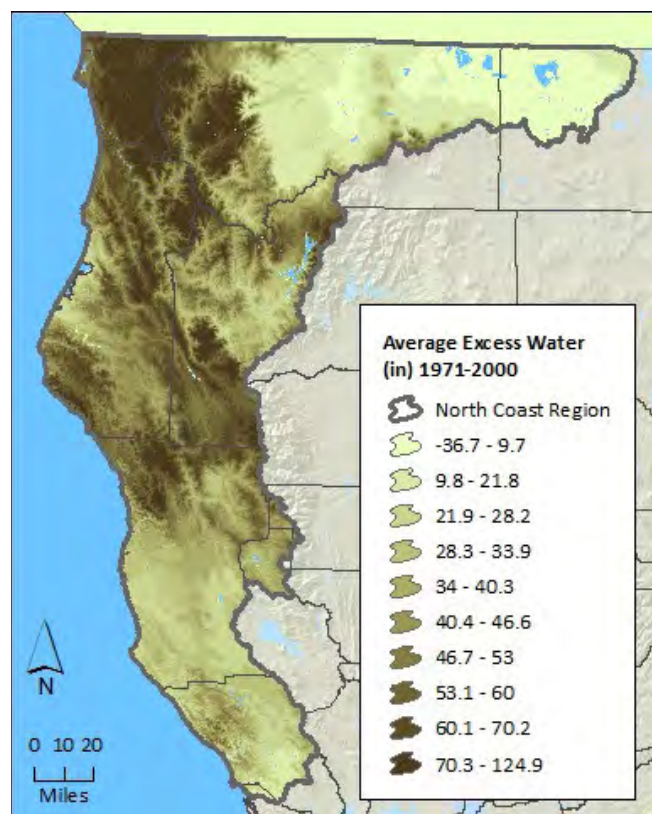 Average Excess Water
(in) 1971-2000
North Coast Region
-36.7 - 9.7
9.8 - 21.8
21.9 - 28.2
28.3 - 33.9
34 - 40.3
40.4 - 46.6
46.7 - 53
53.1 - 60
60.1 - 70.2
70.3 - 124.9
N
0 10 20
Miles